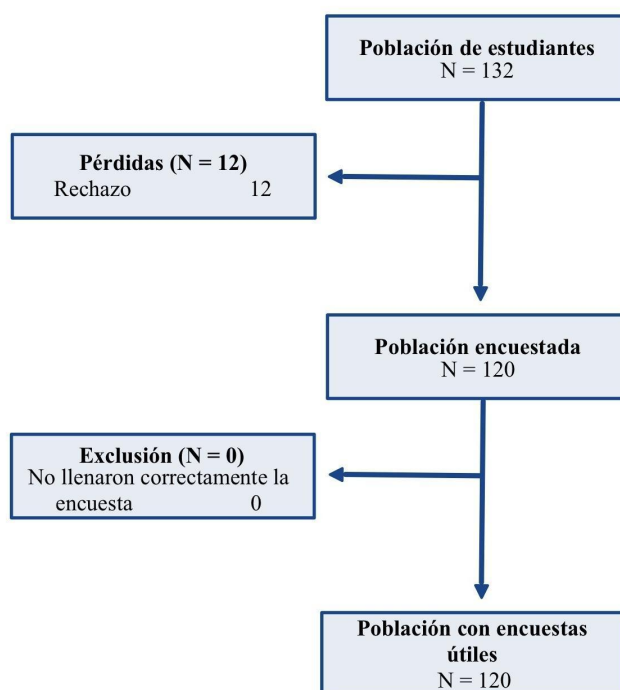 Población de estudiantes
N = 132
Pérdidas (N = 12)
Rechazo 12
Población encuestada
N = 120
Exclusión (N = 0)
No llenaron correctamente la
encuesta 0
Población con encuestas
útiles
N = 120